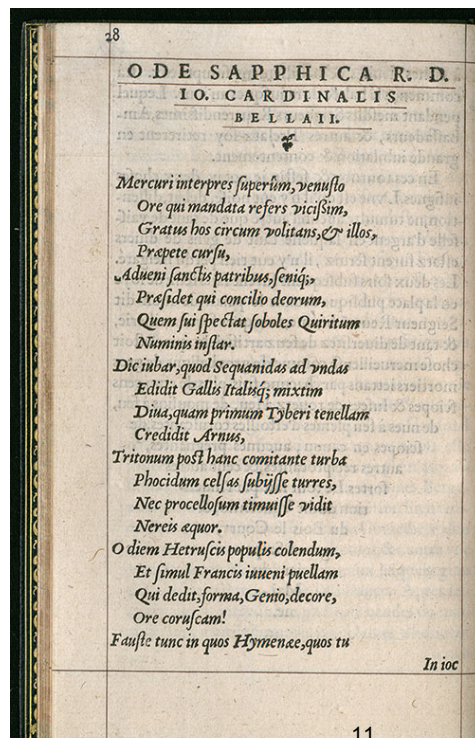 28
ODE SAPPHICA R. D.
IO. CARDINALIS
BELLAII.
Mercuri interpres ſuperûm, venuſto
Ore qui mandata refers viciſsim,
Gratus hos circum volitans, & illos,
Præpete curſu,
Adueni ſanctis patribus, ſeniq́;,
Præſidet qui concilio deorum,
Quem ſui ſpectat ſoboles Quiritum
Numinis inſtar.
Dic iubar, quod Sequanidas ad vndas
Edidit Gallis Italiſq́; mixtim
Diua, quam primum Tyberi tenellam
Credidit Arnus,
Tritonum poſt hanc comitante turba
Phocidum celſas ſubijſſe turres,
Nec procelloſum timuiſſe vidit
Nereis æquor.
O diem Hetruſcis populis colendum,
Et ſimul Francis iuueni puellam
Qui dedit, forma, Genio, decore,
Ore coruſcam!
Fauſte tunc in quos Hymenæe, quos tu
In ioc
11